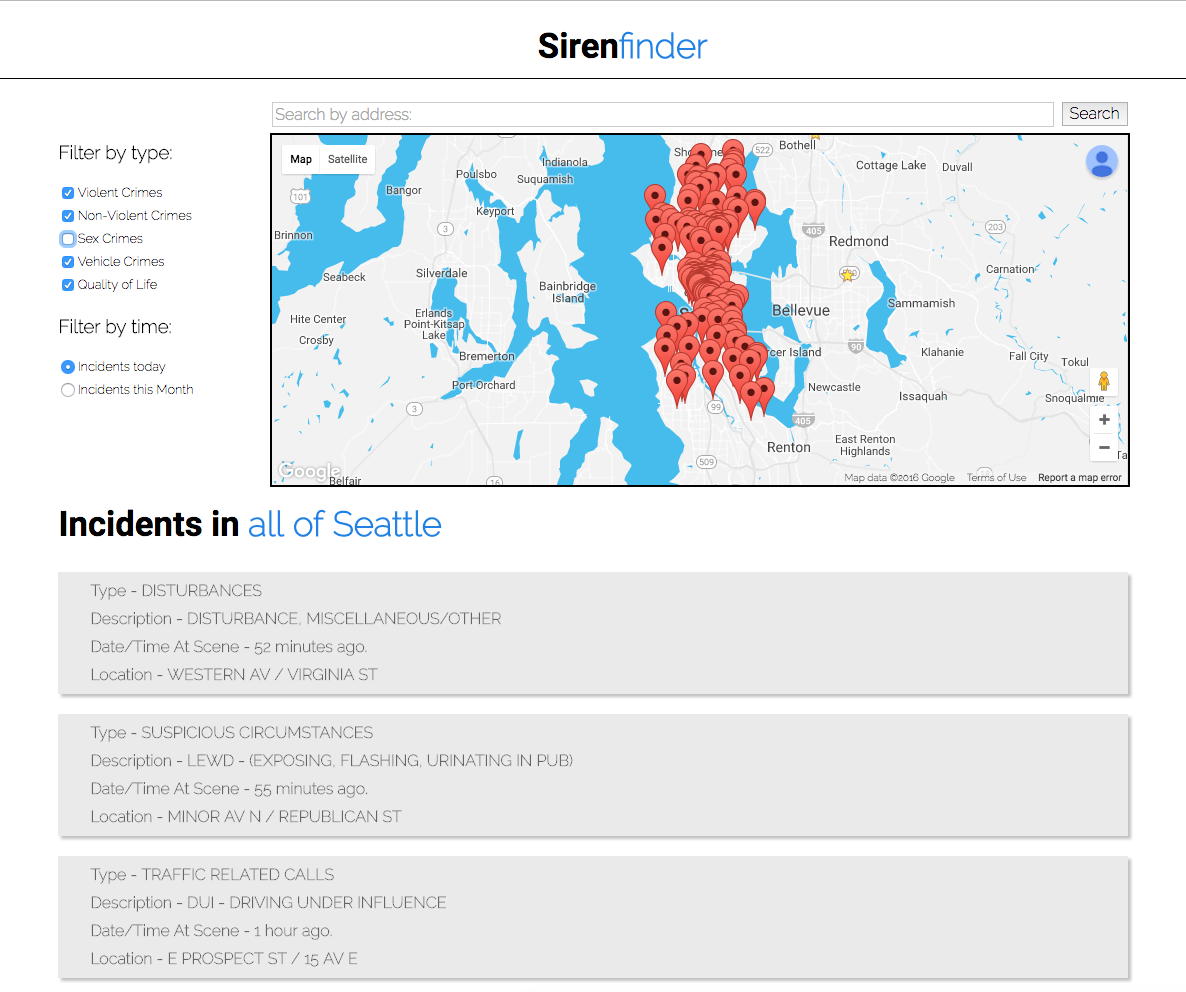 Sirenfinder
Search by address:
Search
Filter by type:
Violent Crimes
Non-Violent Crimes
Sex Crimes
Vehicle Crimes
Quality of Life
Filter by time:
Incidents today
Incidents this Month
Map
Satellite
Indianola
Bothell
522
Poulsbo
Suquamish
Cottage Lake
Duvall
Bangor
101
Keyport
3
Brinnon
405
203
Redmond
Seabeck
Silverdale
Carnation
Bainbridge
Island
Sammamish
Hite Center
Erlands
Point-Kitsap
Lake
Bellevue
Crosby
90
Klahanie
Fall City
Tokul
Bremerton
Port Orchard
Newcastle
Issaquah
Snoqualmie
3
99
405
Renton
East Renton
Highlands
509
Google
Belfair
16
Map data ©2016 Google
Terms of Use
Report a map error
Incidents in all of Seattle
Type - DISTURBANCES
Description - DISTURBANCE, MISCELLANEOUS/OTHER
Date/Time At Scene - 52 minutes ago.
Location - WESTERN AV / VIRGINIA ST
Type - SUSPICIOUS CIRCUMSTANCES
Description - LEWD - (EXPOSING, FLASHING, URINATING IN PUB)
Date/Time At Scene - 55 minutes ago.
Location - MINOR AV N / REPUBLICAN ST
Type - TRAFFIC RELATED CALLS
Description - DUI - DRIVING UNDER INFLUENCE
Date/Time At Scene - 1 hour ago.
Location - E PROSPECT ST / 15 AV E